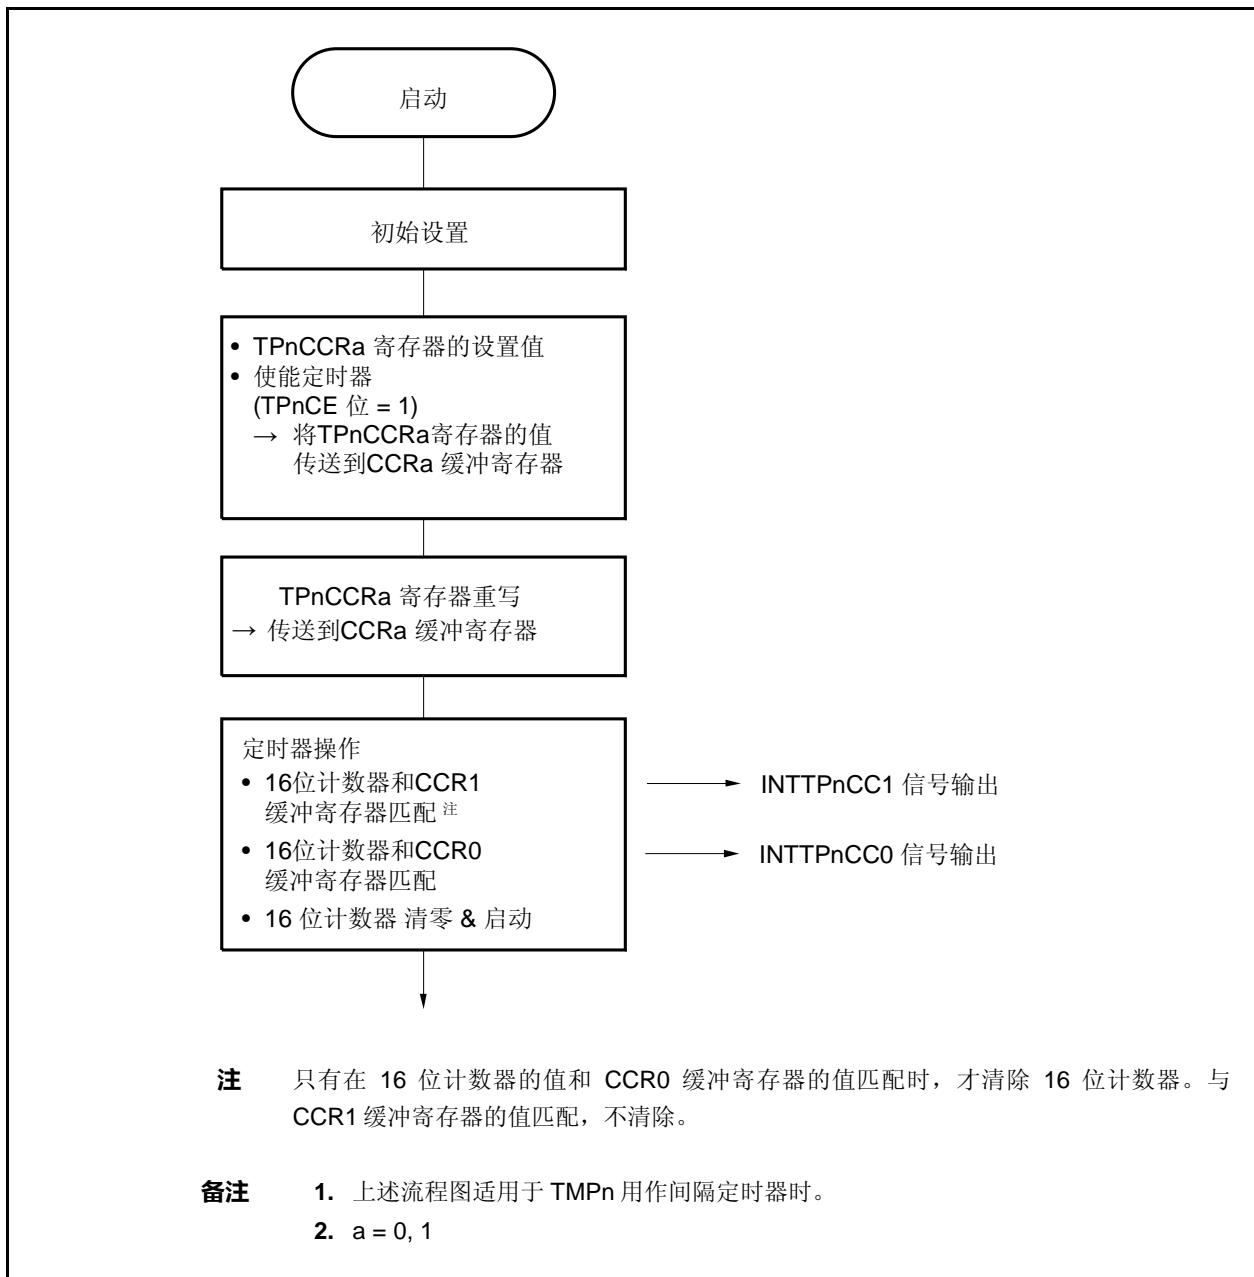 启动
初始设置
• TPnCCRa 寄存器的设置值
• 使能定时器
(TPnCE 位 = 1)
→ 将TPnCCRa寄存器的值
传送到CCRa 缓冲寄存器
TPnCCRa 寄存器重写
→ 传送到CCRa 缓冲寄存器
定时器操作
• 16位计数器和CCR1
缓冲寄存器匹配 注
INTTPnCC1 信号输出
• 16位计数器和CCR0
缓冲寄存器匹配
INTTPnCC0 信号输出
• 16 位计数器 清零 & 启动
注 只有在 16 位计数器的值和 CCR0 缓冲寄存器的值匹配时，才清除 16 位计数器。与
CCR1 缓冲寄存器的值匹配，不清除。
备注 1. 上述流程图适用于 TMPn 用作间隔定时器时。
2. a = 0, 1